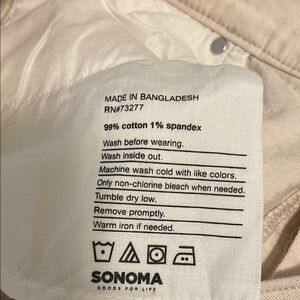 MADE IN BANGLADESH
RN#73277
99% cotton 1% spandex
Wash before wearing.
Wash inside out.
Machine wash cold with like colors.
Only non-chlorine bleach when needed.
Tumble dry low.
Remove promptly.
Warm iron if needed.
SONOMA
GOODS FOR LIFE